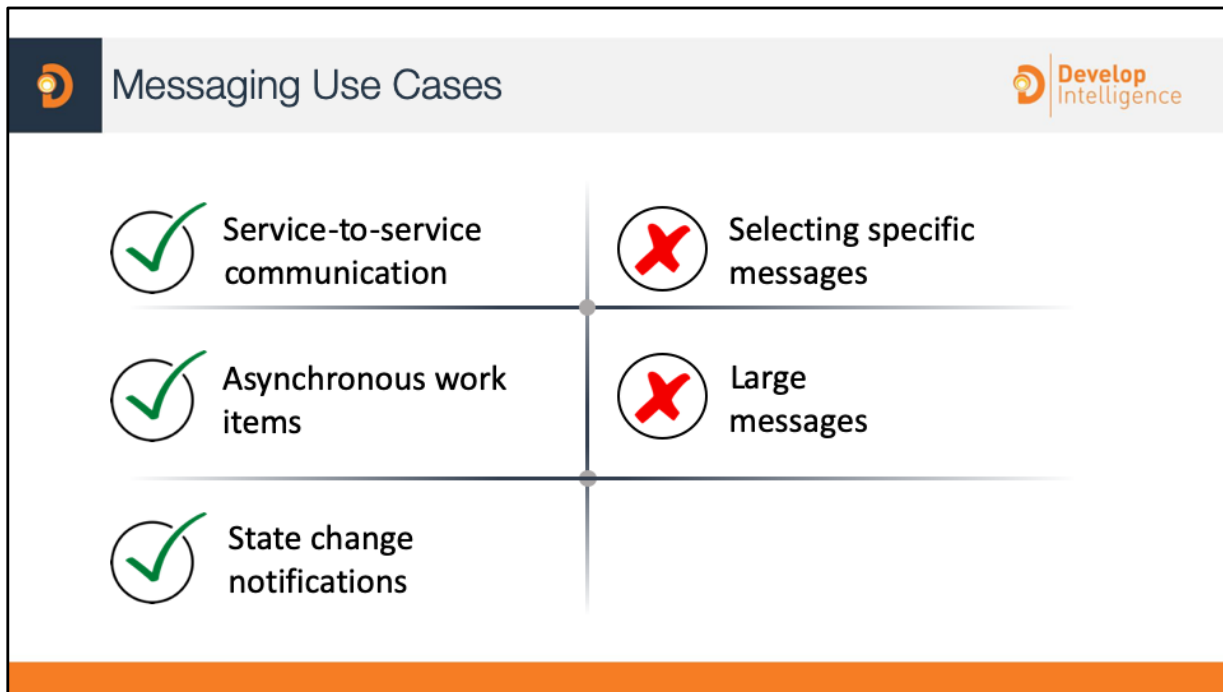 Messaging Use Cases
Develop
Intelligence
Service-to-service
communication
Selecting specific
messages
Asynchronous work
items
Large
messages
State change
notifications